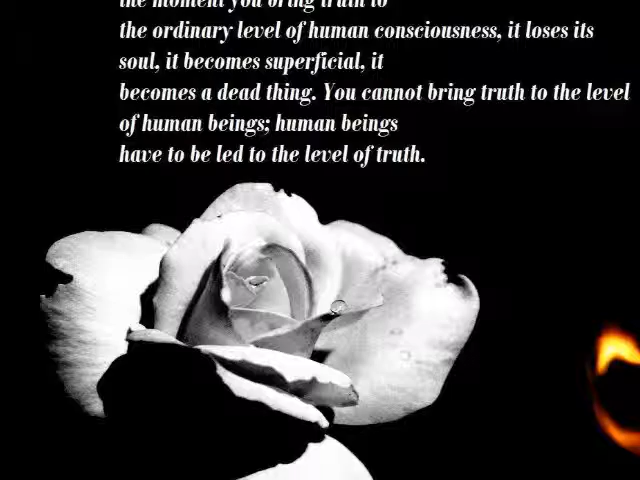 the moment you bring truth to
the ordinary level of human consciousness, it loses its
soul, it becomes superficial, it
becomes a dead thing. You cannot bring truth to the level
of human beings; human beings
have to be led to the level of truth.